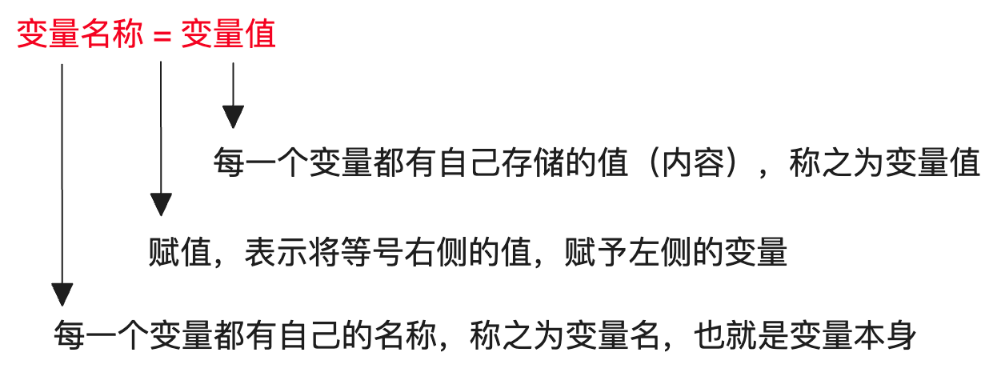 变量名称 = 变量值
每一个变量都有自己存储的值（内容），称之为变量值
赋值，表示将等号右侧的值，赋予左侧的变量
每一个变量都有自己的名称，称之为变量名，也就是变量本身